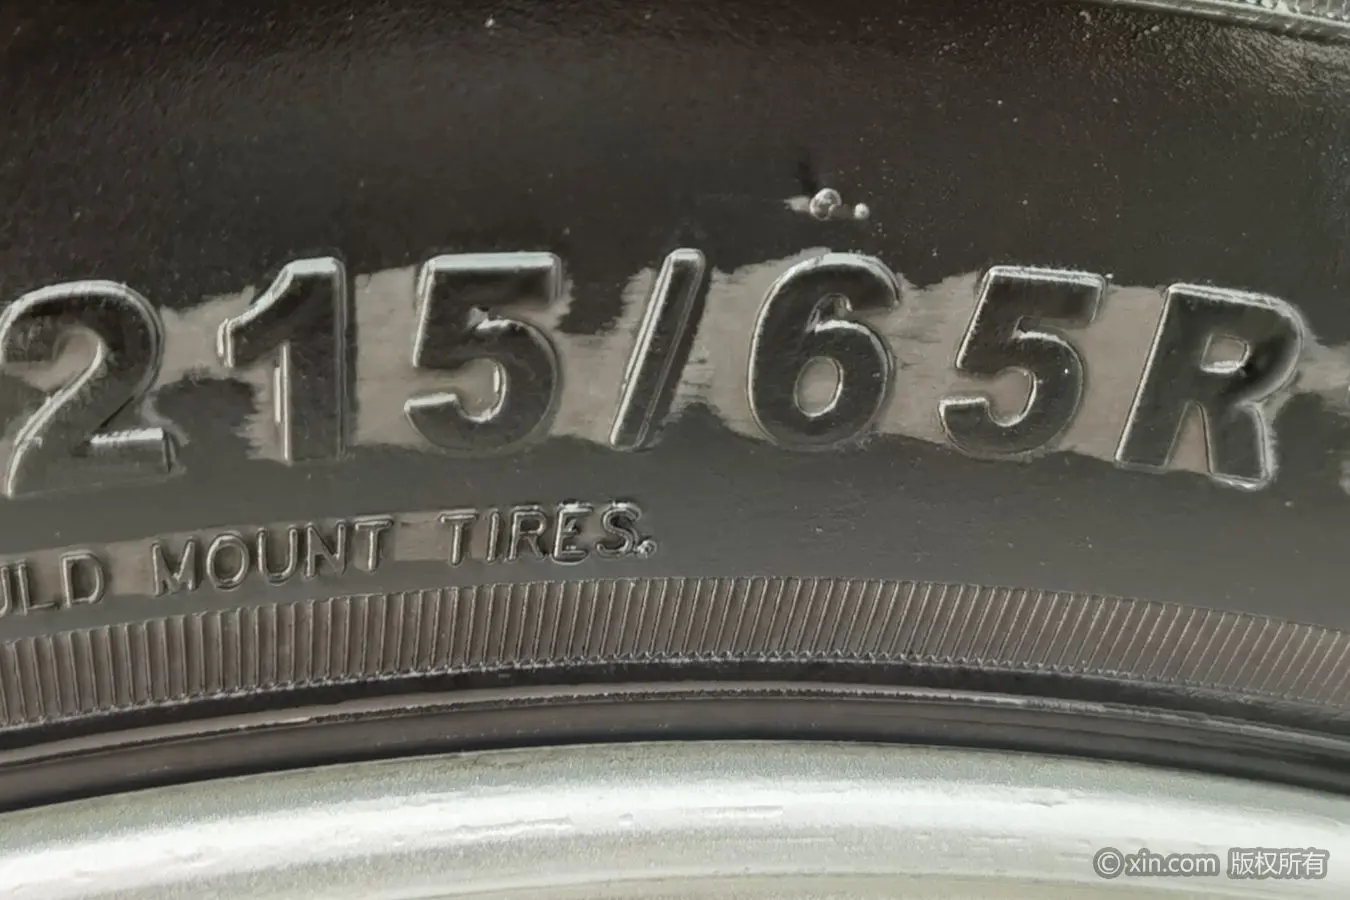 215/65R
ULD MOUNT TIRES.
© xin.com 版权所有